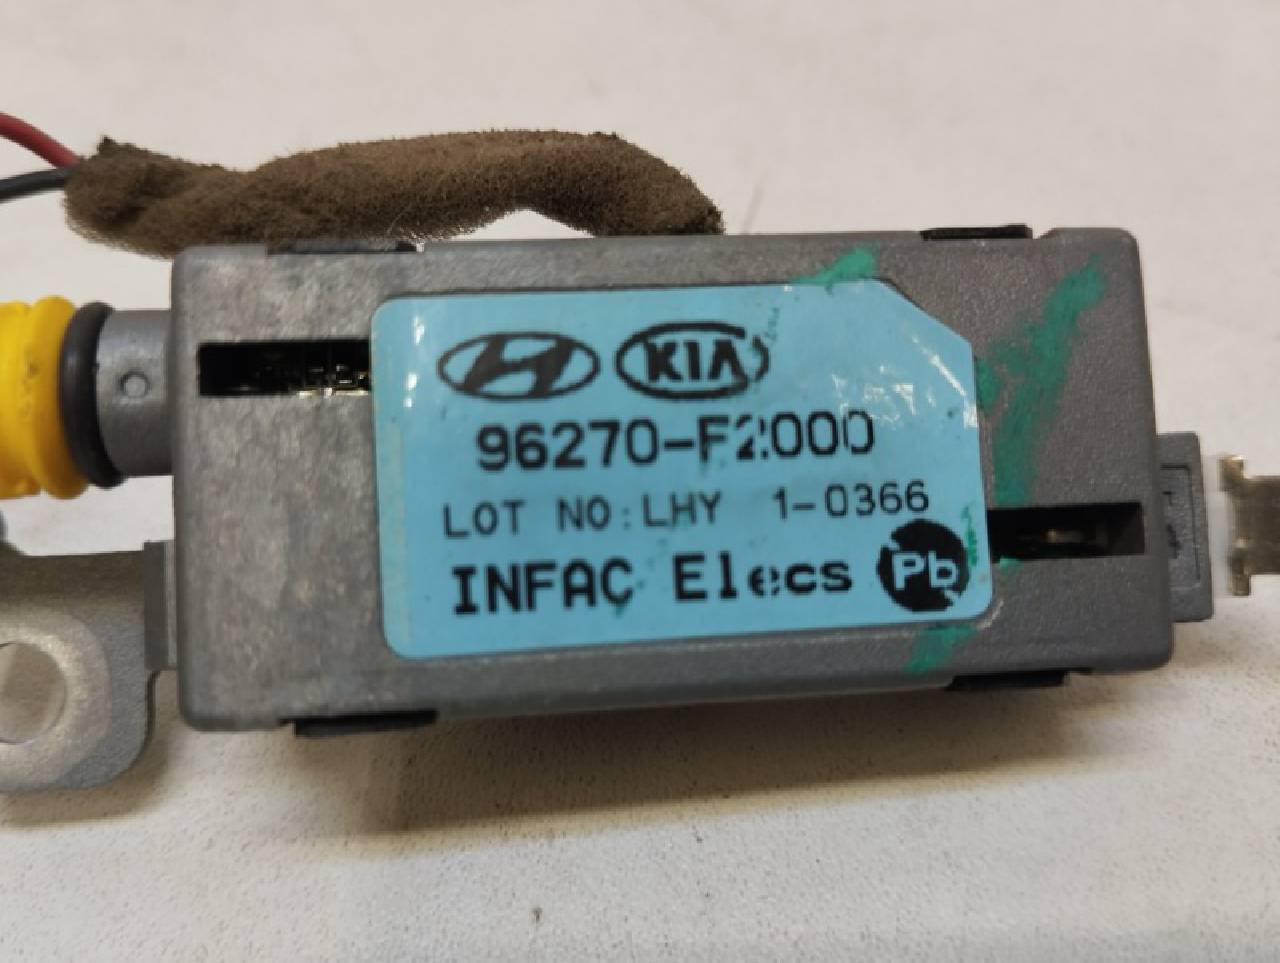 KIA
96270-F2000
LOT NO:LHY 1-0366
INFAC Elecs Pb